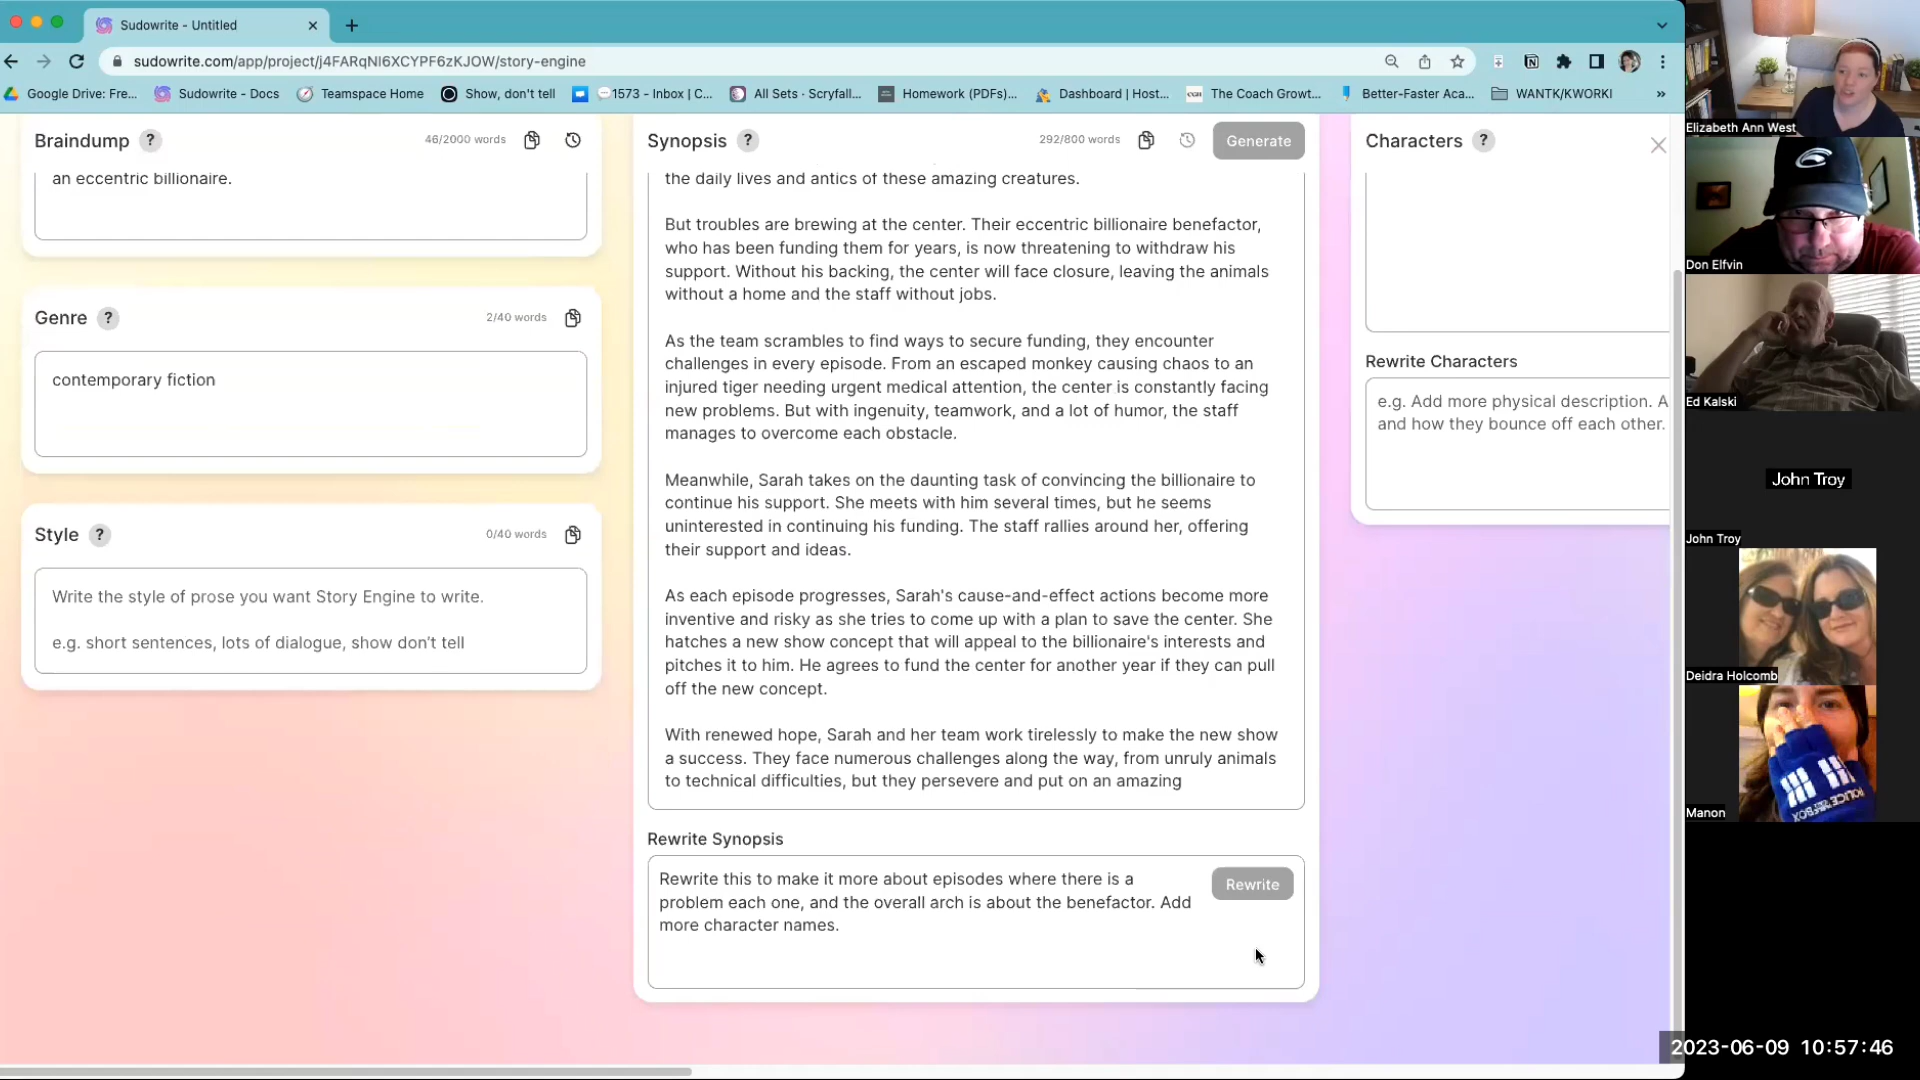 Sudowrite - Untitled
sudowrite.com/app/project/j4FARqNl6XCYPF6zKJOW/story-engine
Google Drive: Fre...
Sudowrite - Docs
Teamspace Home
Show, don't tell
1573 - Inbox | C...
All Sets · Scryfall...
Homework (PDFs)...
Dashboard | Host...
The Coach Growt...
Better-Faster Aca...
WANTK/KWORKI
»
Braindump ?
46/2000 words
an eccentric billionaire.
Genre ?
2/40 words
contemporary fiction
Style ?
0/40 words
Write the style of prose you want Story Engine to write.
e.g. short sentences, lots of dialogue, show don’t tell
Synopsis ?
292/800 words
Generate
the daily lives and antics of these amazing creatures.
But troubles are brewing at the center. Their eccentric billionaire benefactor,
who has been funding them for years, is now threatening to withdraw his
support. Without his backing, the center will face closure, leaving the animals
without a home and the staff without jobs.
As the team scrambles to find ways to secure funding, they encounter
challenges in every episode. From an escaped monkey causing chaos to an
injured tiger needing urgent medical attention, the center is constantly facing
new problems. But with ingenuity, teamwork, and a lot of humor, the staff
manages to overcome each obstacle.
Meanwhile, Sarah takes on the daunting task of convincing the billionaire to
continue his support. She meets with him several times, but he seems
uninterested in continuing his funding. The staff rallies around her, offering
their support and ideas.
As each episode progresses, Sarah's cause-and-effect actions become more
inventive and risky as she tries to come up with a plan to save the center. She
hatches a new show concept that will appeal to the billionaire's interests and
pitches it to him. He agrees to fund the center for another year if they can pull
off the new concept.
With renewed hope, Sarah and her team work tirelessly to make the new show
a success. They face numerous challenges along the way, from unruly animals
to technical difficulties, but they persevere and put on an amazing
Rewrite Synopsis
Rewrite this to make it more about episodes where there is a
problem each one, and the overall arch is about the benefactor. Add
more character names.
Rewrite
Characters ?
Rewrite Characters
e.g. Add more physical description. A
and how they bounce off each other.
Elizabeth Ann West
Don Elfvin
Ed Kalski
John Troy
John Troy
Deidra Holcomb
POLICE BOX
Manon
2023-06-09 10:57:46